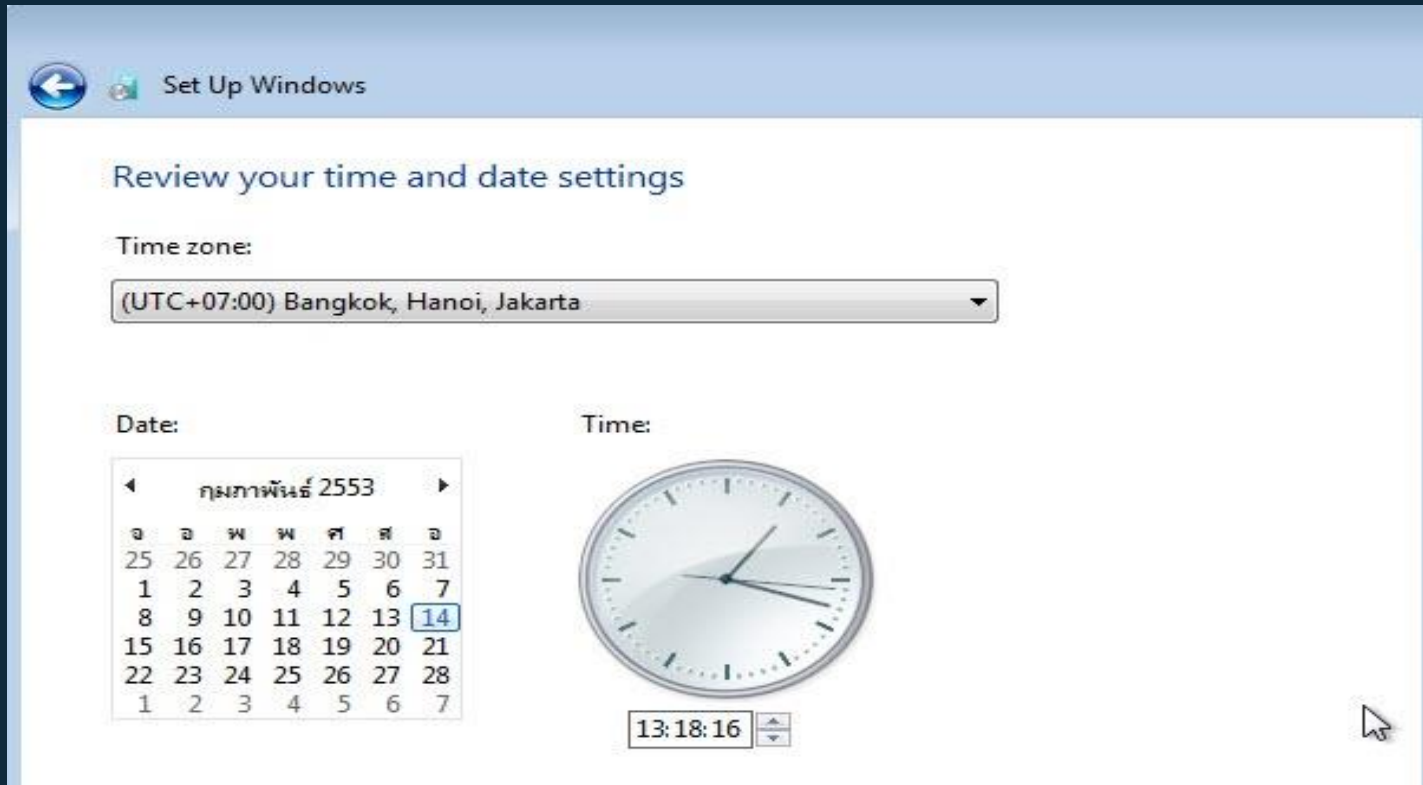 Set Up Windows
Review your time and date settings
Time zone:
(UTC+07:00) Bangkok, Hanoi, Jakarta
Date:
Time:
กุมภาพันธ์ 2553
จ อ พ พ ศ ส อ
25 26 27 28 29 30 31
1 2 3 4 5 6 7
8 9 10 11 12 13 14
15 16 17 18 19 20 21
22 23 24 25 26 27 28
1 2 3 4 5 6 7
13:18:16